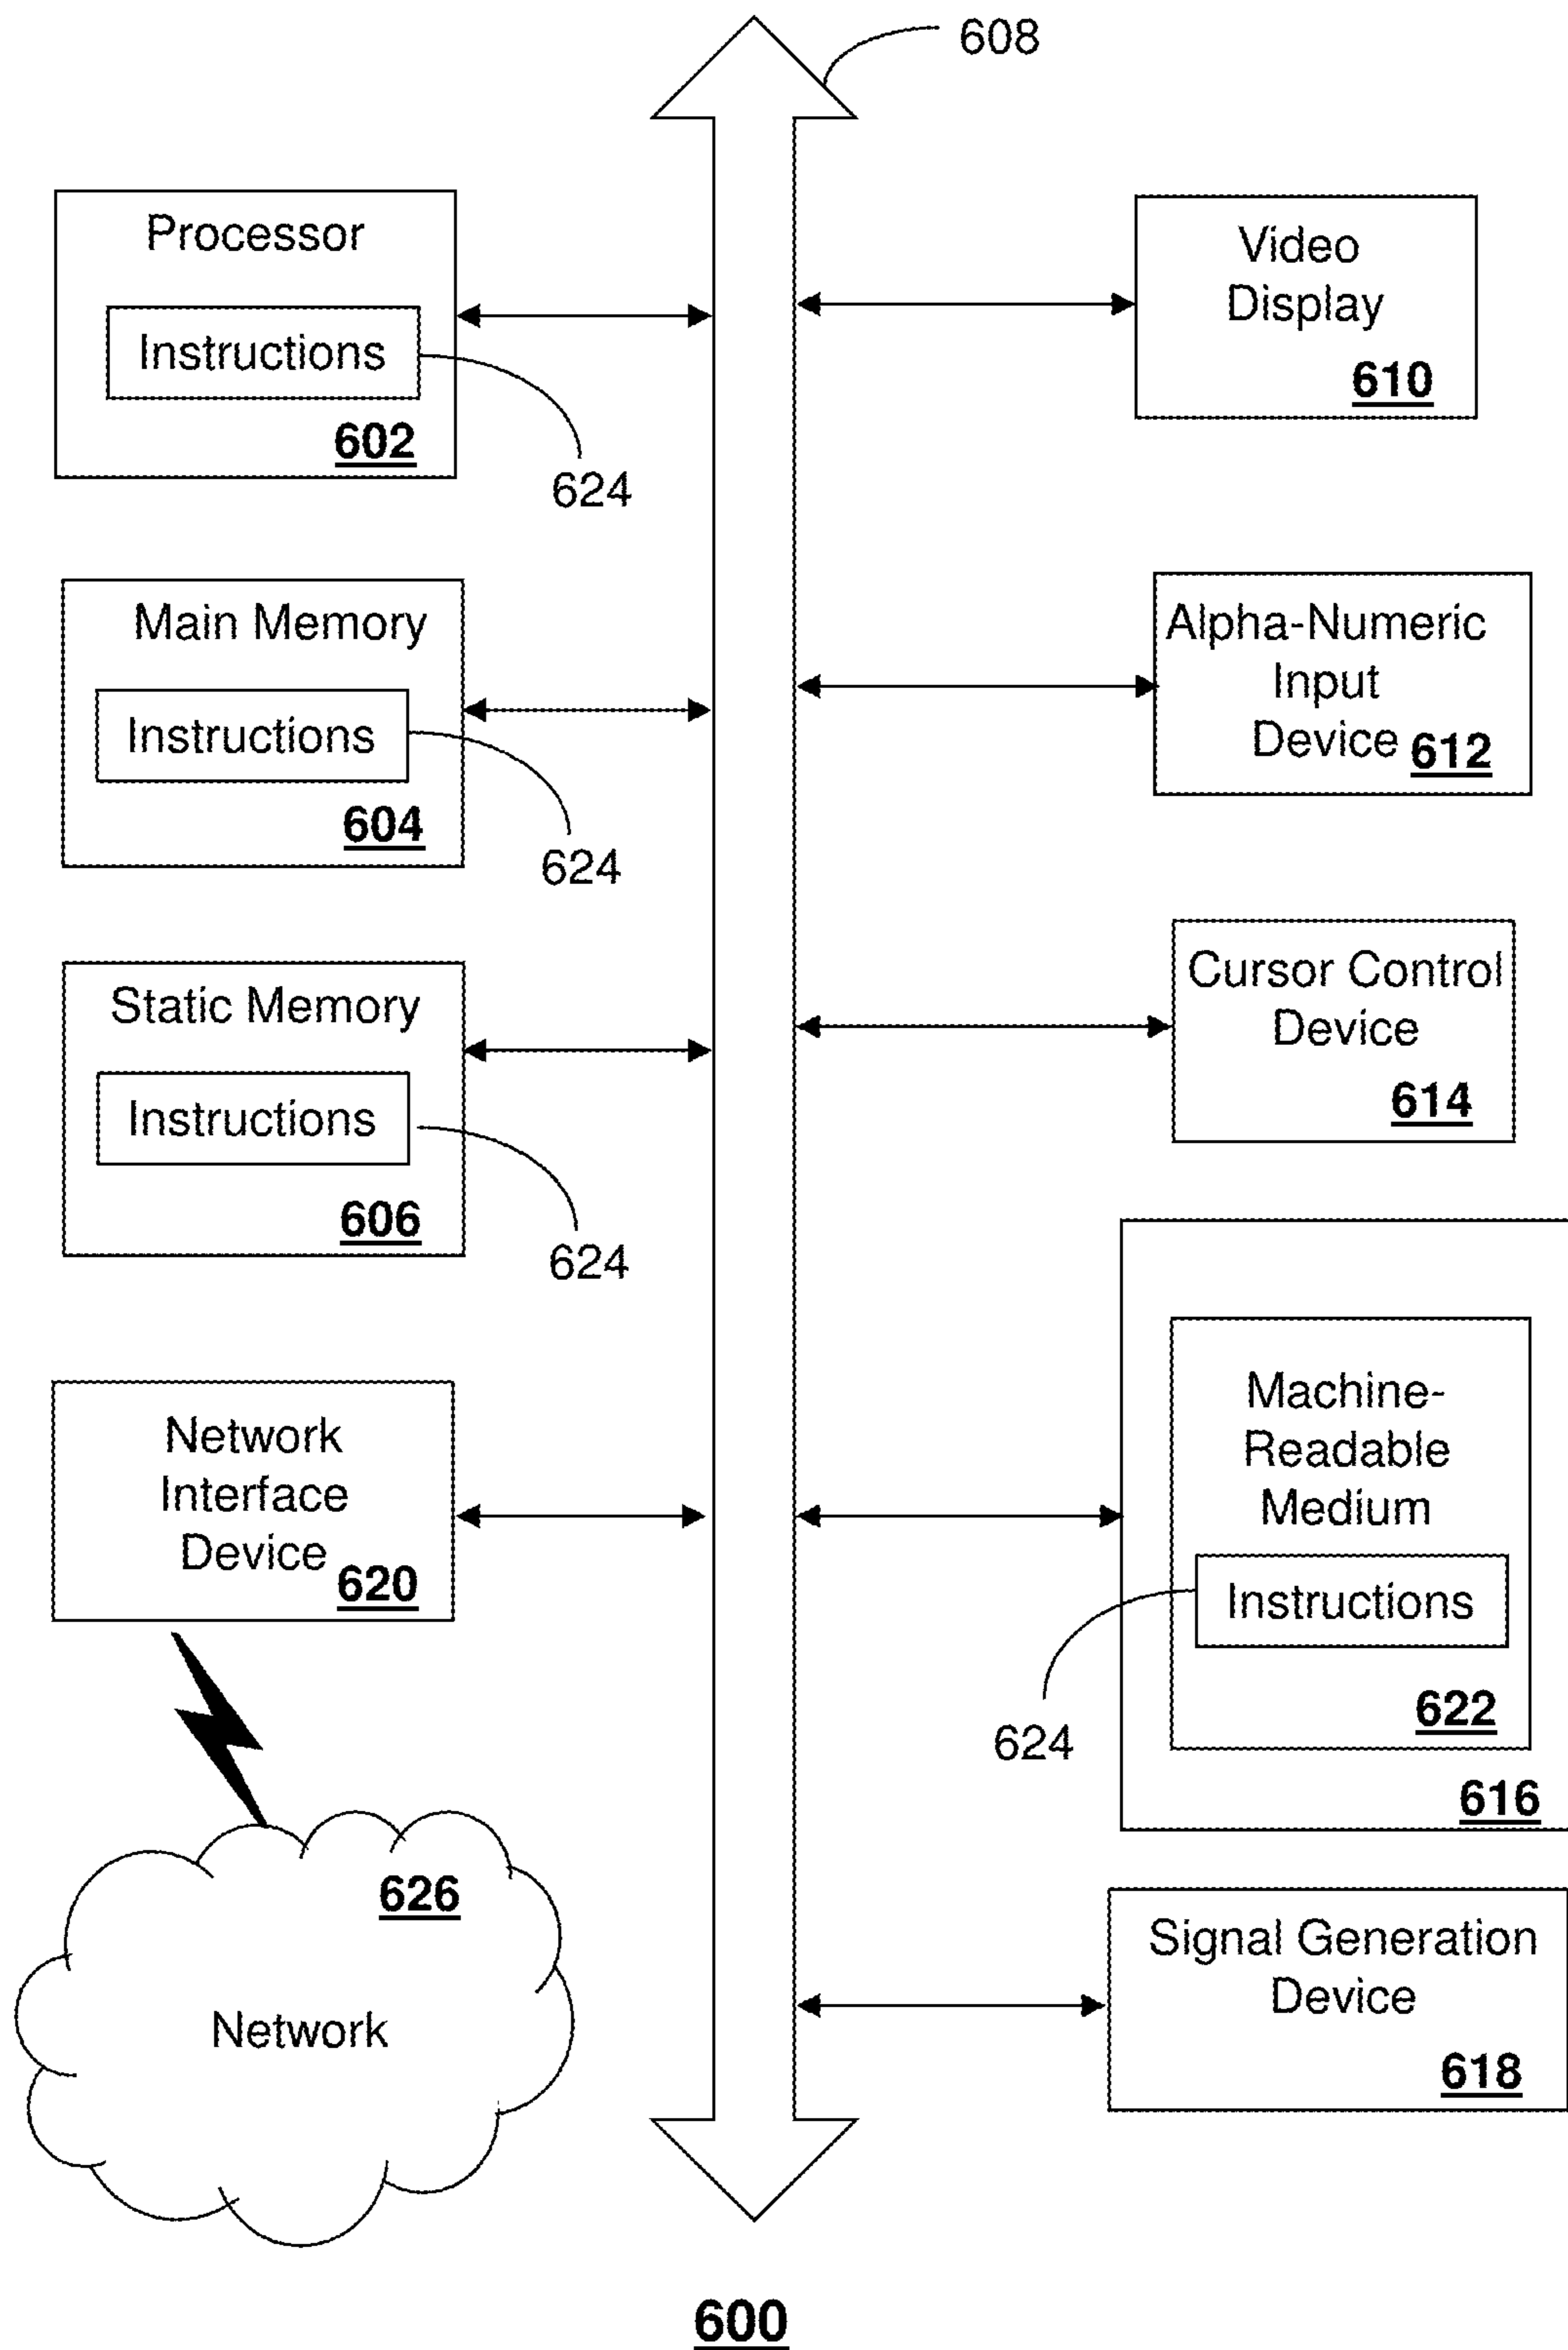 608
Processor
Instructions
602
624
Main Memory
Instructions
604
624
Static Memory
Instructions
606
624
Network
Interface
Device
620
626
Network
Video
Display
610
Alpha-Numeric
Input
Device
612
Cursor Control
Device
614
Machine-
Readable
Medium
Instructions
622
624
616
Signal Generation
Device
618
600